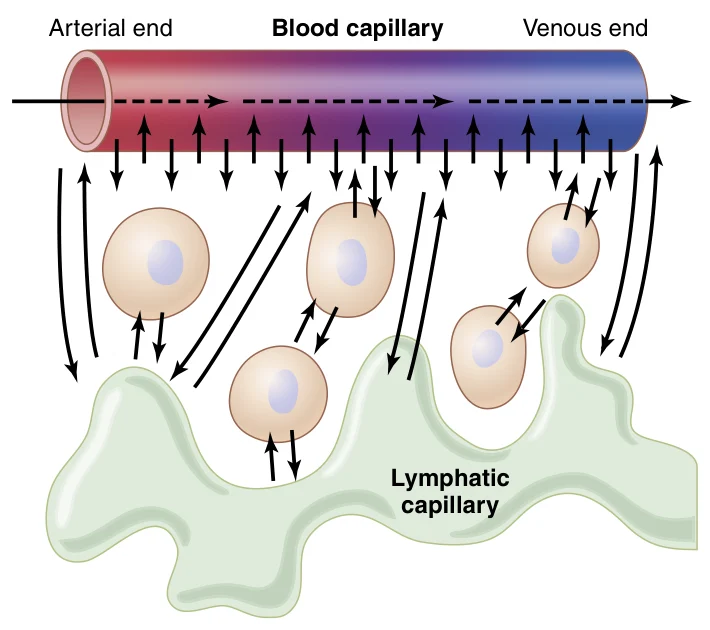 Arterial end
Blood capillary
Venous end
Lymphatic
capillary